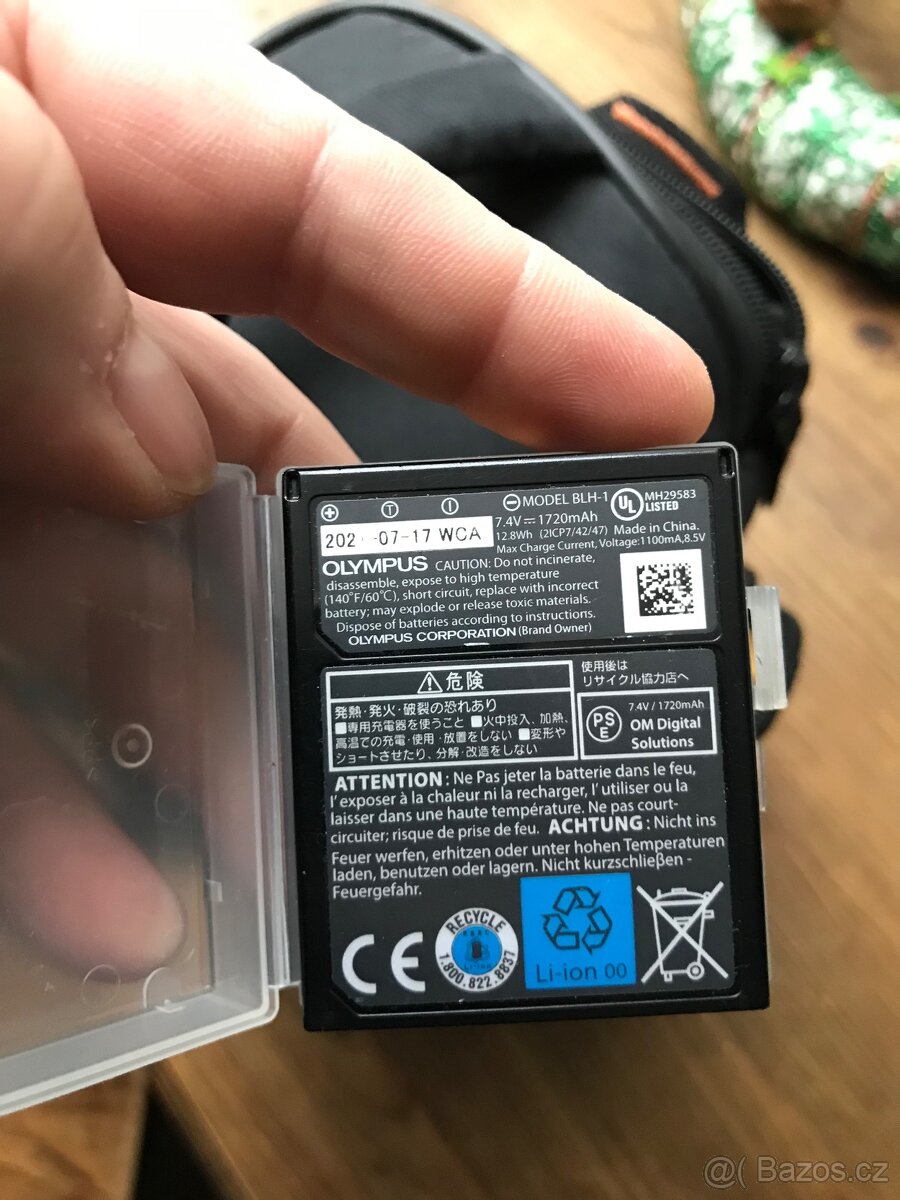 ⊖MODEL BLH-1
MH29583
UL LISTED
7.4V⎓1720mAh
202 -07-17 WCA
12.8Wh (2ICP7/42/47) Made in China.
Max Charge Current, Voltage:1100mA,8.5V
OLYMPUS CAUTION: Do not incinerate,
disassemble, expose to high temperature
(140°F/60°C), short circuit, replace with incorrect
battery; may explode or release toxic materials.
Dispose of batteries according to instructions.
OLYMPUS CORPORATION (Brand Owner)
⚠危険
発熱・発火・破裂の恐れあり
■専用充電器を使うこと ■火中投入、加熱、
高温での充電・使用・放置をしない ■変形や
ショートさせたり、分解・改造をしない
使用後は
リサイクル協力店へ
7.4V / 1720mAh
PS
E
OM Digital
Solutions
ATTENTION : Ne Pas jeter la batterie dans le feu,
l'exposer à la chaleur ni la recharger, l'utiliser ou la
laisser dans une haute température. Ne pas court-
circuiter; risque de prise de feu. ACHTUNG : Nicht ins
Feuer werfen, erhitzen oder unter hohen Temperaturen
laden, benutzen oder lagern. Nicht kurzschließen -
Feuergefahr.
CE
RECYCLE
Li-ion
1.800.822.8837
Li-ion 00
@( Bazos.cz